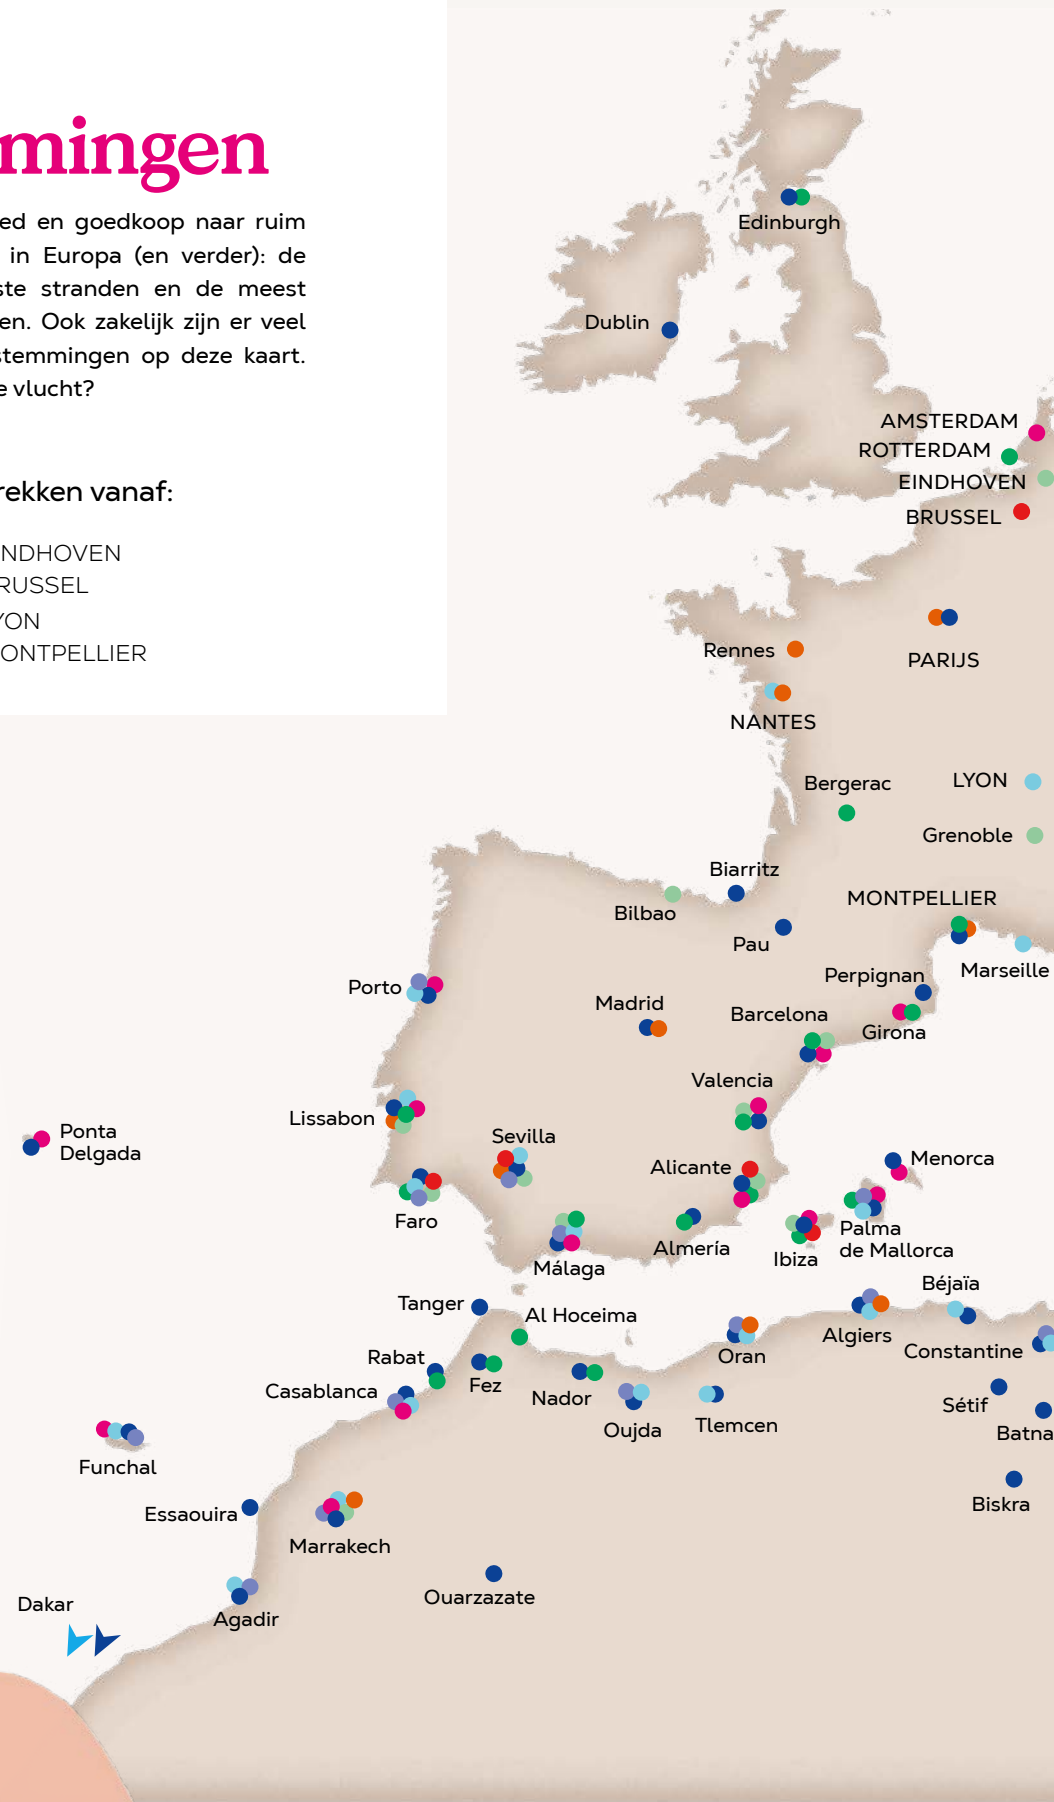 mingen
ed en goedkoop naar ruim
in Europa (en verder): de
ste stranden en de meest
en. Ook zakelijk zijn er veel
stemmingen op deze kaart.
e vlucht?
rekken vanaf:
NDHOVEN
RUSSEL
YON
ONTPELLIER
Edinburgh
Dublin
AMSTERDAM
ROTTERDAM
EINDHOVEN
BRUSSEL
Rennes
PARIJS
NANTES
Bergerac
LYON
Grenoble
Biarritz
Bilbao
MONTPELLIER
Pau
Perpignan
Marseille
Porto
Madrid
Barcelona
Girona
Valencia
Lissabon
Ponta
Delgada
Sevilla
Alicante
Menorca
Faro
Almería
Ibiza
Palma
de Mallorca
Málaga
Béjaïa
Tanger
Al Hoceima
Algiers
Constantine
Rabat
Oran
Casablanca
Fez
Nador
Sétif
Oujda
Tlemcen
Batna
Funchal
Biskra
Essaouira
Marrakech
Ouarzazate
Dakar
Agadir